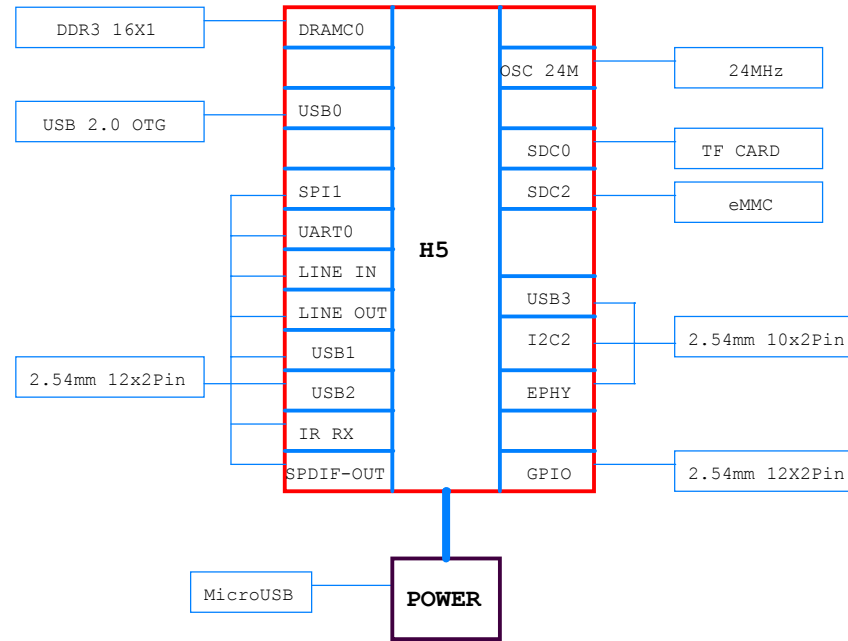 DDR3 16X1
DRAMC0
OSC 24M
24MHz
USB 2.0 OTG
USB0
SDC0
TF CARD
SPI1
SDC2
eMMC
UART0
H5
LINE IN
LINE OUT
USB3
USB1
I2C2
2.54mm 10x2Pin
2.54mm 12x2Pin
USB2
EPHY
IR RX
SPDIF-OUT
GPIO
2.54mm 12X2Pin
MicroUSB
POWER